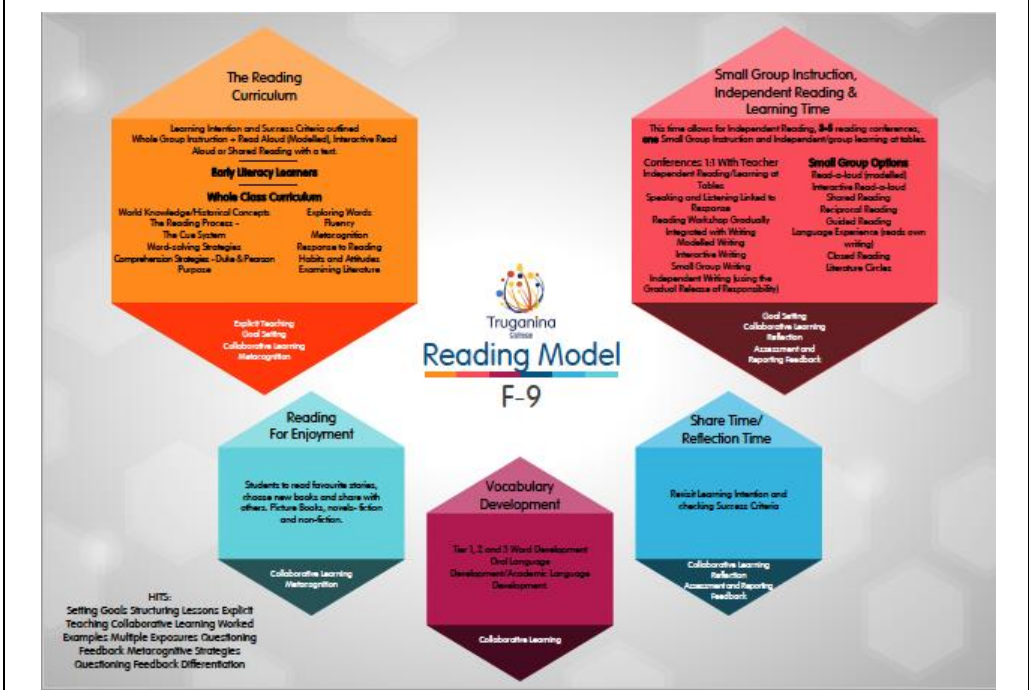 The Reading
Curriculum
Learning Intention and Success Criteria outlined
Whole Group Instruction + Read Aloud (Modelled), Interactive Read
Aloud or Shared Reading with a text.
Early Literacy Learners
Whole Class Curriculum
World Knowledge/Historical Concepts
The Reading Process -
The Cue System
Word-solving Strategies
Comprehension Strategies - Duke & Pearson
Purpose
Exploring Words
Fluency
Metacognition
Response to Reading
Habits and Attitudes
Examining Literature
Explicit Teaching
Goal Setting
Collaborative Learning
Metacognition
Small Group Instruction,
Independent Reading &
Learning Time
This time allows for Independent Reading, 3-5 reading conferences,
one Small Group Instruction and Independent/group learning at tables.
Conferences 1:1 With Teacher
Independent Reading/Learning at
Tables
Speaking and Listening Linked to
Response
Reading Workshop Gradually
Integrated with Writing
Modelled Writing
Interactive Writing
Small Group Writing
Independent Writing (using the
Gradual Release of Responsibility)
Small Group Options
Read-a-loud (modelled)
Interactive Read-a-loud
Shared Reading
Reciprocal Reading
Guided Reading
Language Experience (reads own
writing)
Closed Reading
Literature Circles
Goal Setting
Collaborative Learning
Reflection
Assessment and
Reporting Feedback
Truganina
Reading Model
F-9
Reading
For Enjoyment
Students to read favourite stories,
choose new books and share with
others. Picture Books, novels- fiction
and non-fiction.
Collaborative Learning
Metacognition
Vocabulary
Development
Tier 1, 2 and 3 Word Development
Oral Language
Development/Academic Language
Development
Collaborative Learning
Share Time/
Reflection Time
Revisit Learning Intention and
checking Success Criteria
Collaborative Learning
Reflection
Assessment and Reporting
Feedback
HITS:
Setting Goals Structuring Lessons Explicit
Teaching Collaborative Learning Worked
Examples Multiple Exposures Questioning
Feedback Metacognitive Strategies
Questioning Feedback Differentiation